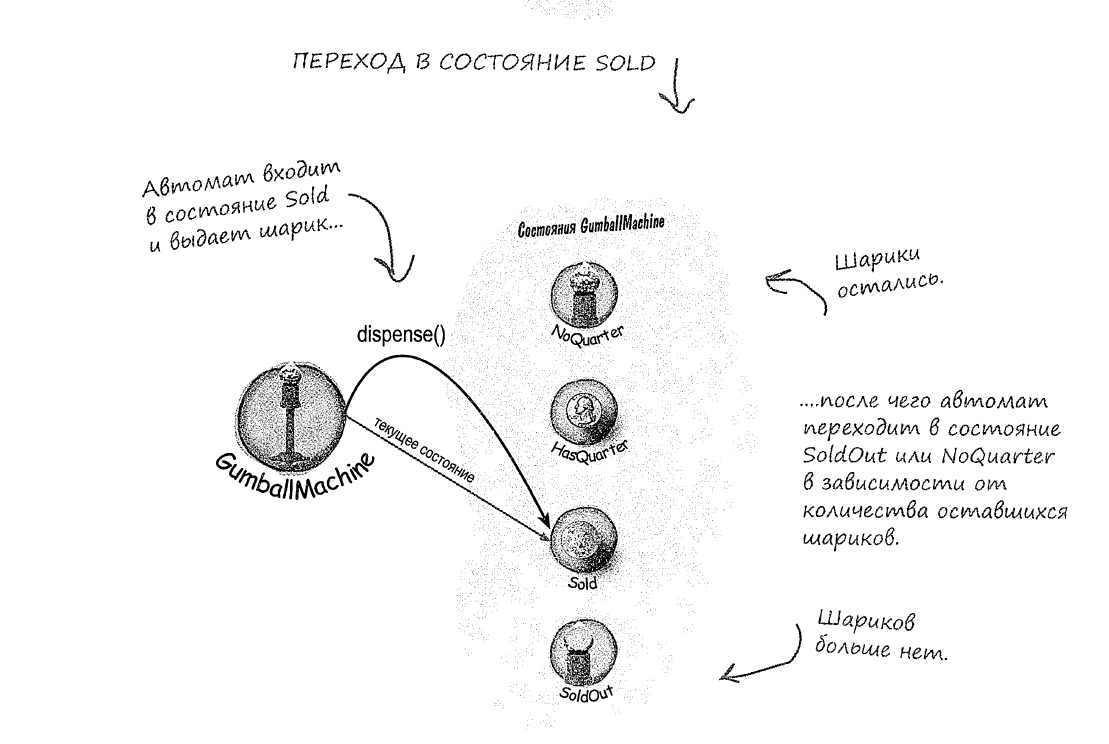 ПЕРЕХОД В СОСТОЯНИЕ SOLD
Автомат входит
в состояние Sold
и выдает шарик...
Состояния GumballMachine
Шарики
остались.
NoQuarter
dispense()
HasQuarter
текущее состояние
GumballMachine
....после чего автомат
переходит в состояние
SoldOut или NoQuarter
в зависимости от
количества оставшихся
шариков.
Sold
Шариков
больше нет.
SoldOut